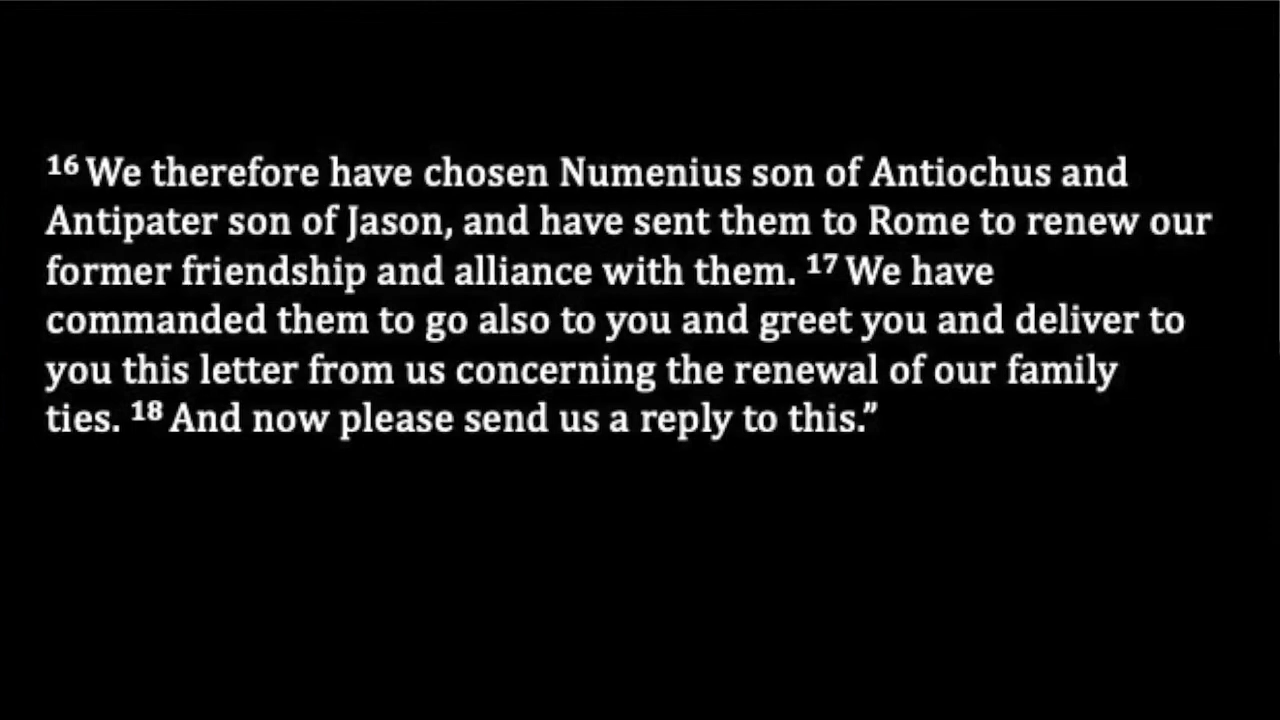 16 We therefore have chosen Numenius son of Antiochus and
Antipater son of Jason, and have sent them to Rome to renew our
former friendship and alliance with them. 17 We have
commanded them to go also to you and greet you and deliver to
you this letter from us concerning the renewal of our family
ties. 18 And now please send us a reply to this.”